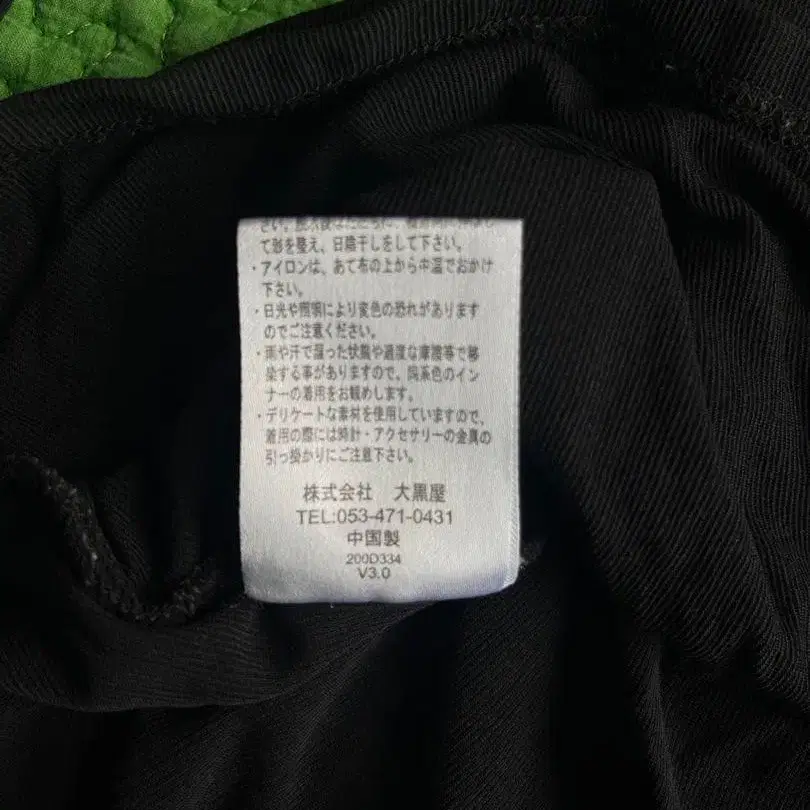 て形を整え、日陰干しをして下さい。
・アイロンは、あて布の上から中温でおかけ
下さい。
・日光や照明により変色の恐れがあります
のでご注意ください。
・雨や汗で湿った状態や過度な摩擦等で移
染する事がありますので、同系色のイン
ナーの着用をお勧めします。
・デリケートな素材を使用していますので、
着用の際には時計・アクセサリーの金具の
引っ掛かりにご注意下さい。
株式会社 大黒屋
TEL:053-471-0431
中国製
200D334
V3.0